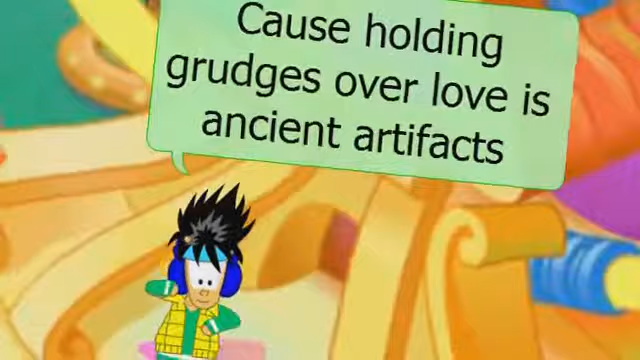 Cause holding
grudges over love is
ancient artifacts